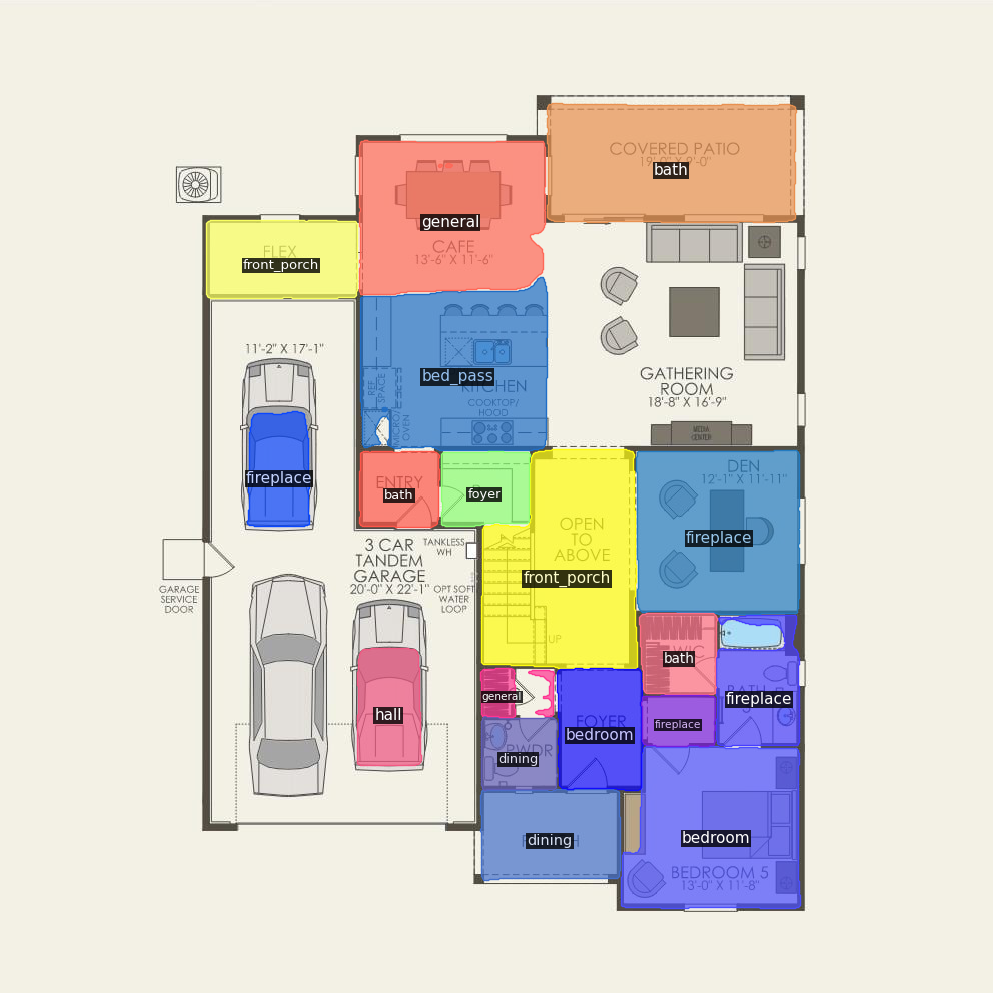 COVERED PATIO
19'-0" X 9'-0"
bath
general
CAFE
13'-6" X 11'-6"
FLEX
front_porch
11'-2" X 17'-1"
GATHERING
ROOM
18'-8" X 16'-9"
MEDIA
CENTER
REF.
SPACE
bed_pass
KITCHEN
COOKTOP/
HOOD
MICRO/
OVEN
fireplace
ENTRY
bath
foyer
DEN
12'-1" X 11'-11"
fireplace
OPEN
TO
ABOVE
front_porch
UP
3 CAR
TANDEM
GARAGE
20'-0" X 22'-1"
TANKLESS
WH
OPT SOFT
WATER
LOOP
GARAGE
SERVICE
DOOR
bath
WIC
fireplace
general
FOYER
bedroom
fireplace
hall
PWDR
dining
dining
bedroom
BEDROOM 5
13'-0" X 11'-8"